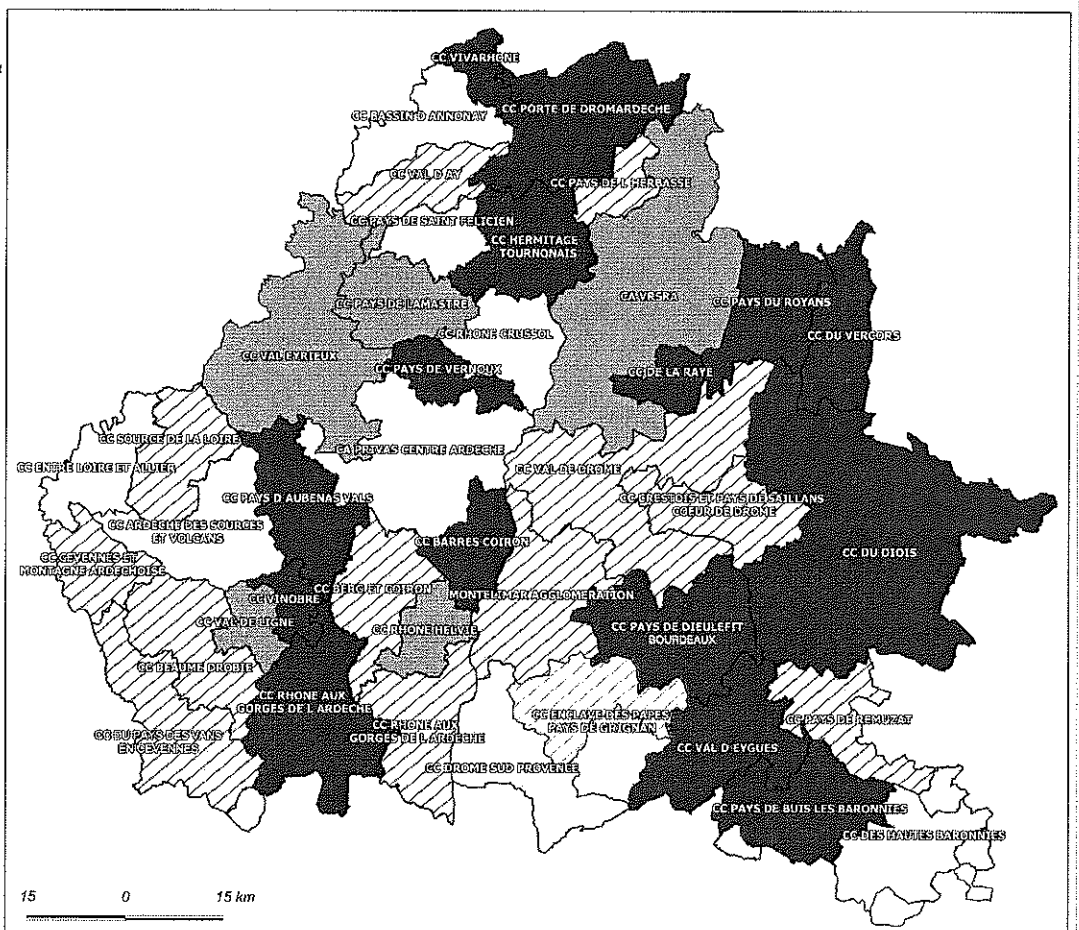 CC VIVARHONE
CC PORTE DE DROMARDECHE
CC BASSIN D ANNONAY
CC VAL D AY
CC PAYS DE L HERBASSE
CC PAYS DE SAINT FELICIEN
CC HERMITAGE
TOURNONAIS
CA VRSRA
CC PAYS DE LAMASTRE
CC PAYS DU ROYANS
CC RHONE CRUSSOL
CC DU VERCORS
CC VAL EYRIEUX
CC PAYS DE VERNOUX
CC DE LA RAYE
CC SOURCE DE LA LOIRE
CA PRIVAS CENTRE ARDECHE
CC ENTRE LOIRE ET ALLIER
CC VAL DE DROME
CC PAYS D AUBENAS VALS
CC CRESTOIS ET PAYS DE SAILLANS
COEUR DE DROME
CC ARDECHE DES SOURCES
ET VOLCANS
CC BARRES COIRON
CC DU DIOIS
CC CEVENNES ET
MONTAGNE ARDECHOISE
CC BERG ET COIRON
MONTELIMAR AGGLOMERATION
CC VINOBRE
CC VAL DE LIGNE
CC RHONE HELVIE
CC PAYS DE DIEULEFIT
BOURDEAUX
CC BEAUME DROBIE
CC RHONE AUX
GORGES DE L ARDECHE
CC RHONE AUX
GORGES DE L ARDECHE
CC ENCLAVE DES PAPES
PAYS DE GRIGNAN
CC PAYS DE REMUZAT
CC DU PAYS DES VANS
EN CEVENNES
CC VAL D EYGUES
CC DROME SUD PROVENCE
CC PAYS DE BUIS LES BARONNIES
CC DES HAUTES BARONNIES
15 0 15 km